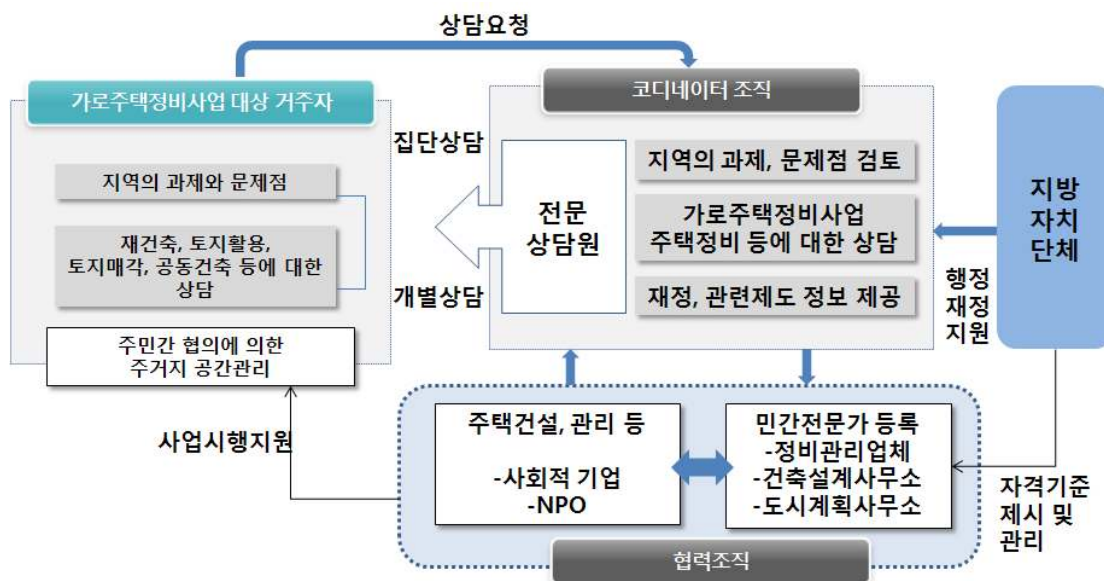 상담요청
가로주택정비사업 대상 거주자
지역의 과제와 문제점
재건축, 토지활용,
토지매각, 공동건축 등에 대한
상담
주민간 협의에 의한
주거지 공간관리
집단상담
개별상담
코디네이터 조직
전문
상담원
지역의 과제, 문제점 검토
가로주택정비사업
주택정비 등에 대한 상담
재정, 관련제도 정보 제공
지방
자치
단체
행정
재정
지원
사업시행지원
주택건설, 관리 등
-사회적 기업
-NPO
민간전문가 등록
-정비관리업체
-건축설계사무소
-도시계획사무소
자격기준
제시 및
관리
협력조직